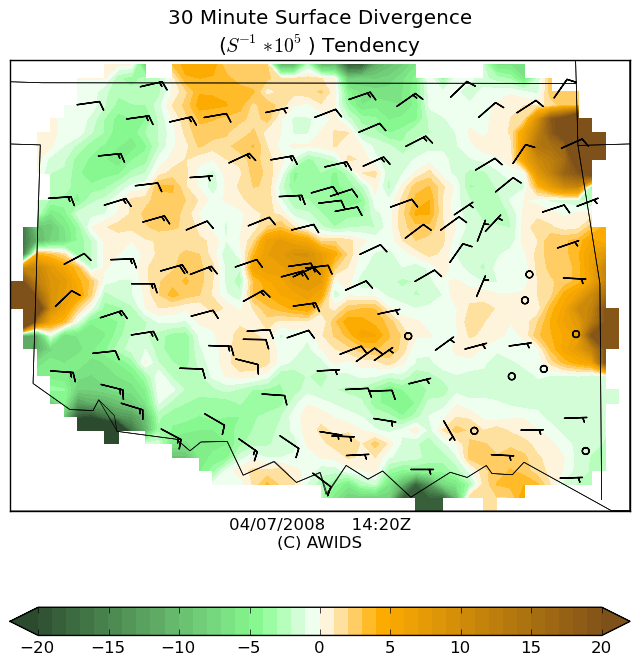 30 Minute Surface Divergence
(S⁻¹ ∗ 10⁵ ) Tendency
04/07/2008 14:20Z
(C) AWIDS
−20 −15 −10 −5 0 5 10 15 20